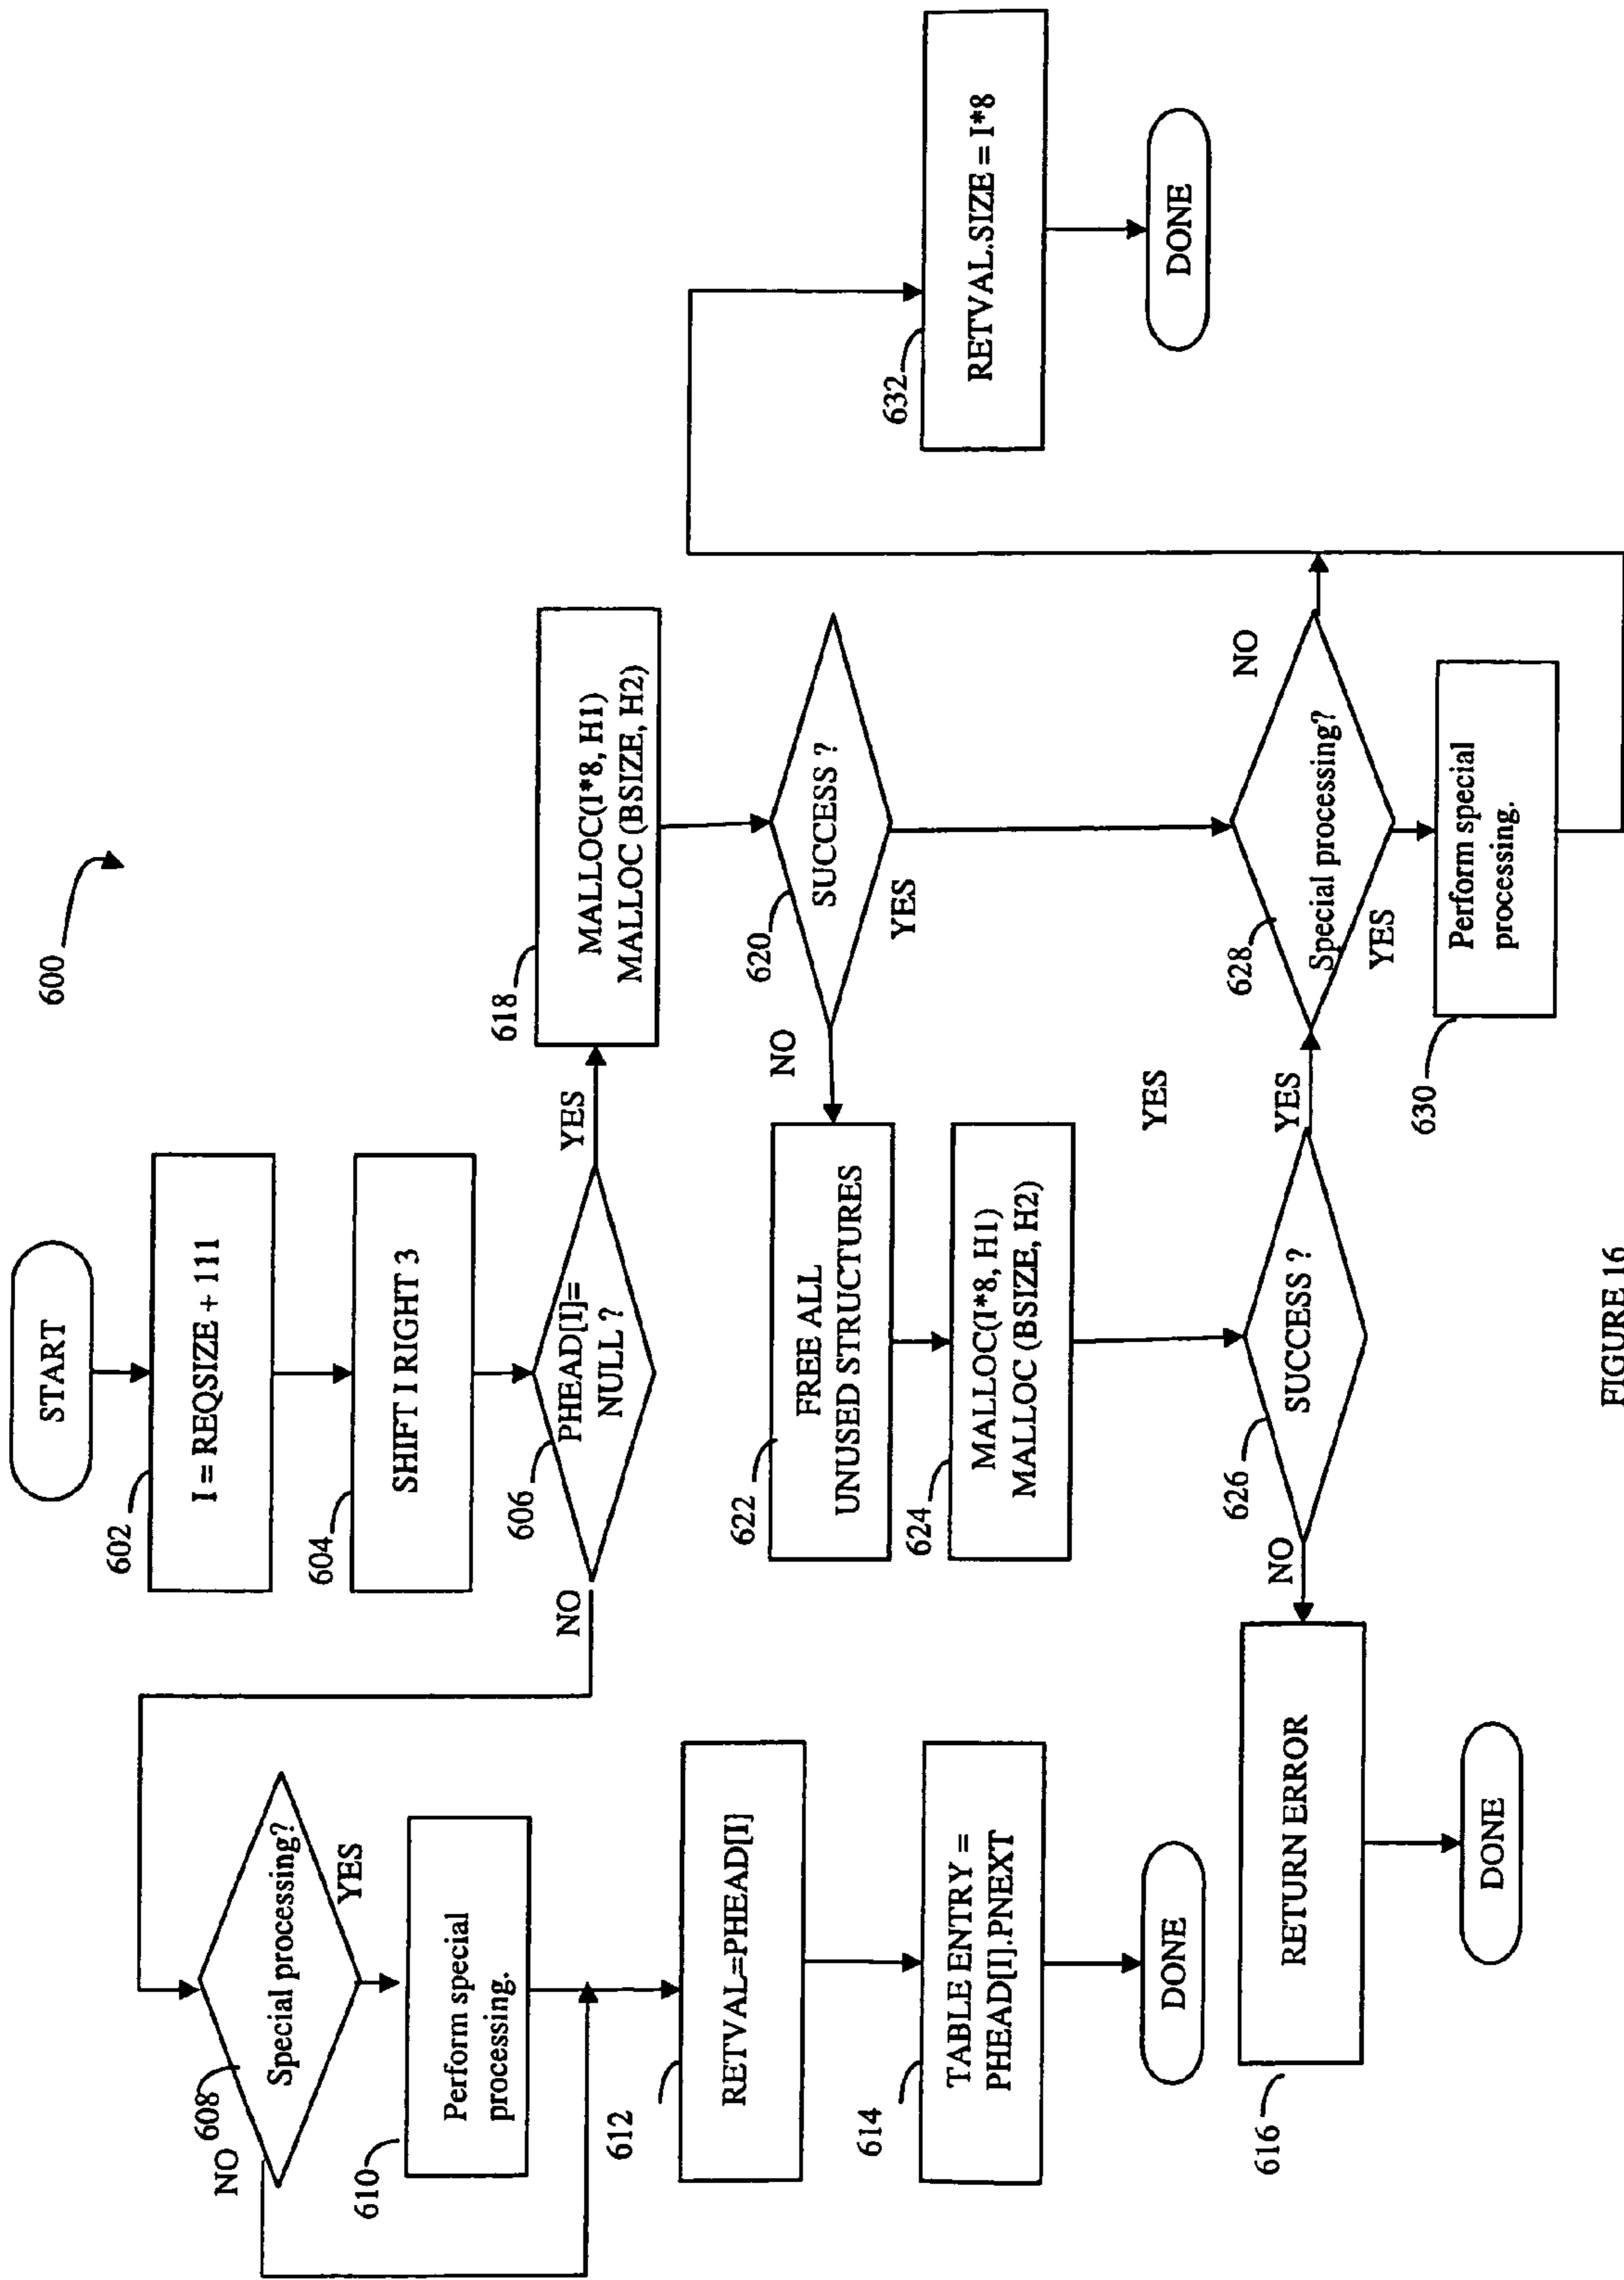 600
START
602
I = REQSIZE + 111
604
SHIFT I RIGHT 3
606
PHEAD[I]=
NULL ?
NO
YES
608
Special processing?
NO
YES
610
Perform special
processing.
612
RETVAL=PHEAD[I]
614
TABLE ENTRY =
PHEAD[I].PNEXT
DONE
618
MALLOC(I*8, H1)
MALLOC (BSIZE, H2)
620
SUCCESS ?
NO
YES
622
FREE ALL
UNUSED STRUCTURES
624
MALLOC(I*8, H1)
MALLOC (BSIZE, H2)
YES
626
SUCCESS ?
NO
YES
616
RETURN ERROR
DONE
628
Special processing?
NO
YES
630
Perform special
processing.
632
RETVAL.SIZE = I*8
DONE
FIGURE 16